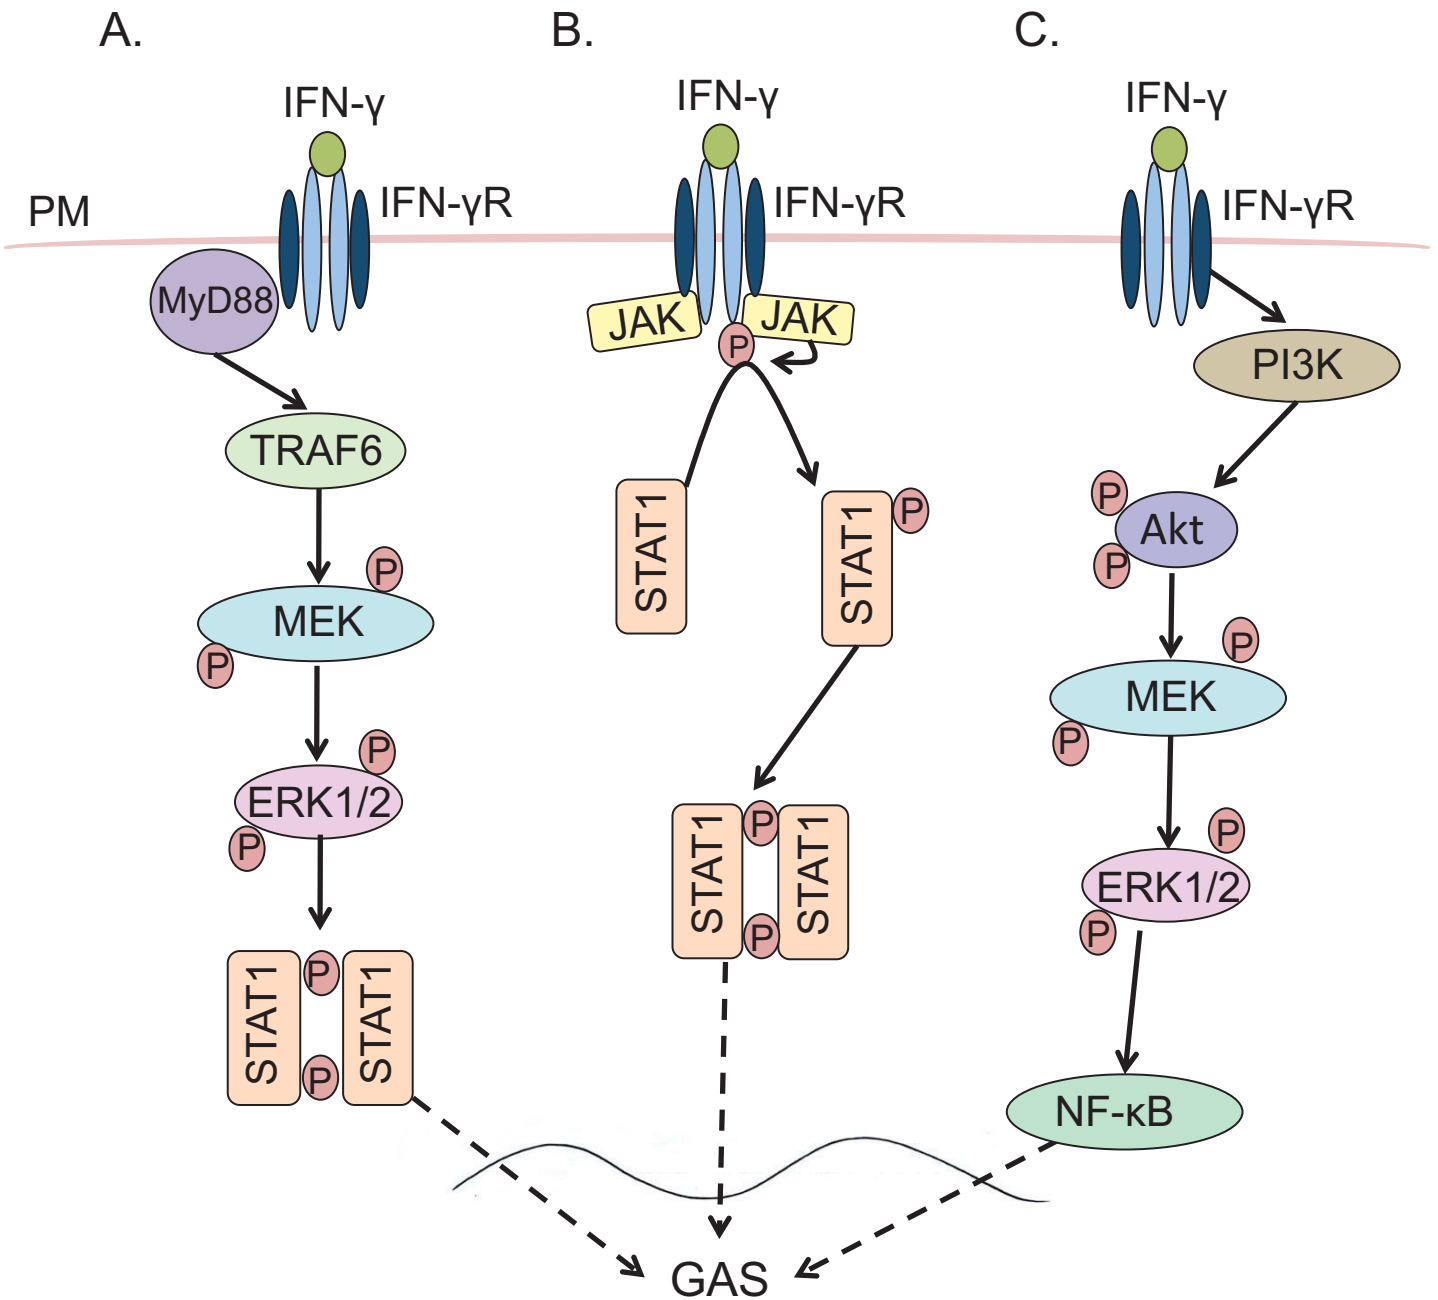 A.
B.
C.
IFN-γ
IFN-γ
IFN-γ
PM
IFN-γR
IFN-γR
IFN-γR
MyD88
JAK
JAK
P
PI3K
TRAF6
STAT1
STAT1
P
P
P
Akt
P
MEK
P
MEK
P
P
P
ERK1/2
P
P
STAT1
P
P
STAT1
P
ERK1/2
P
STAT1
P
P
STAT1
NF-κB
GAS